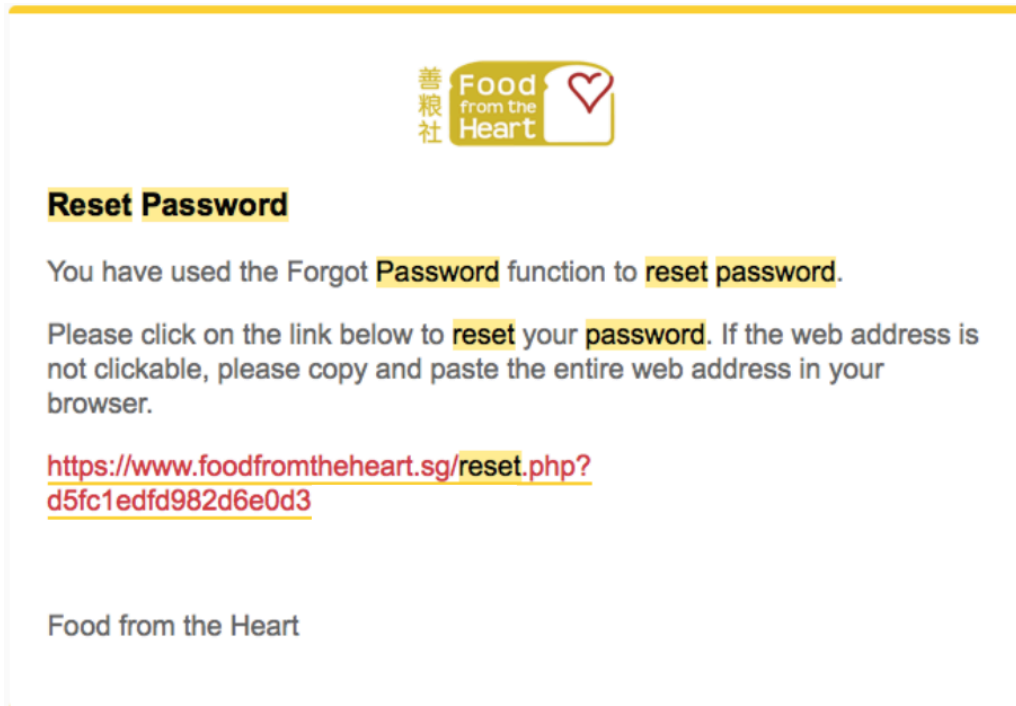 善粮社
Food
from the
Heart
Reset Password
You have used the Forgot Password function to reset password.
Please click on the link below to reset your password. If the web address is
not clickable, please copy and paste the entire web address in your
browser.
https://www.foodfromtheheart.sg/reset.php?
d5fc1edfd982d6e0d3
Food from the Heart